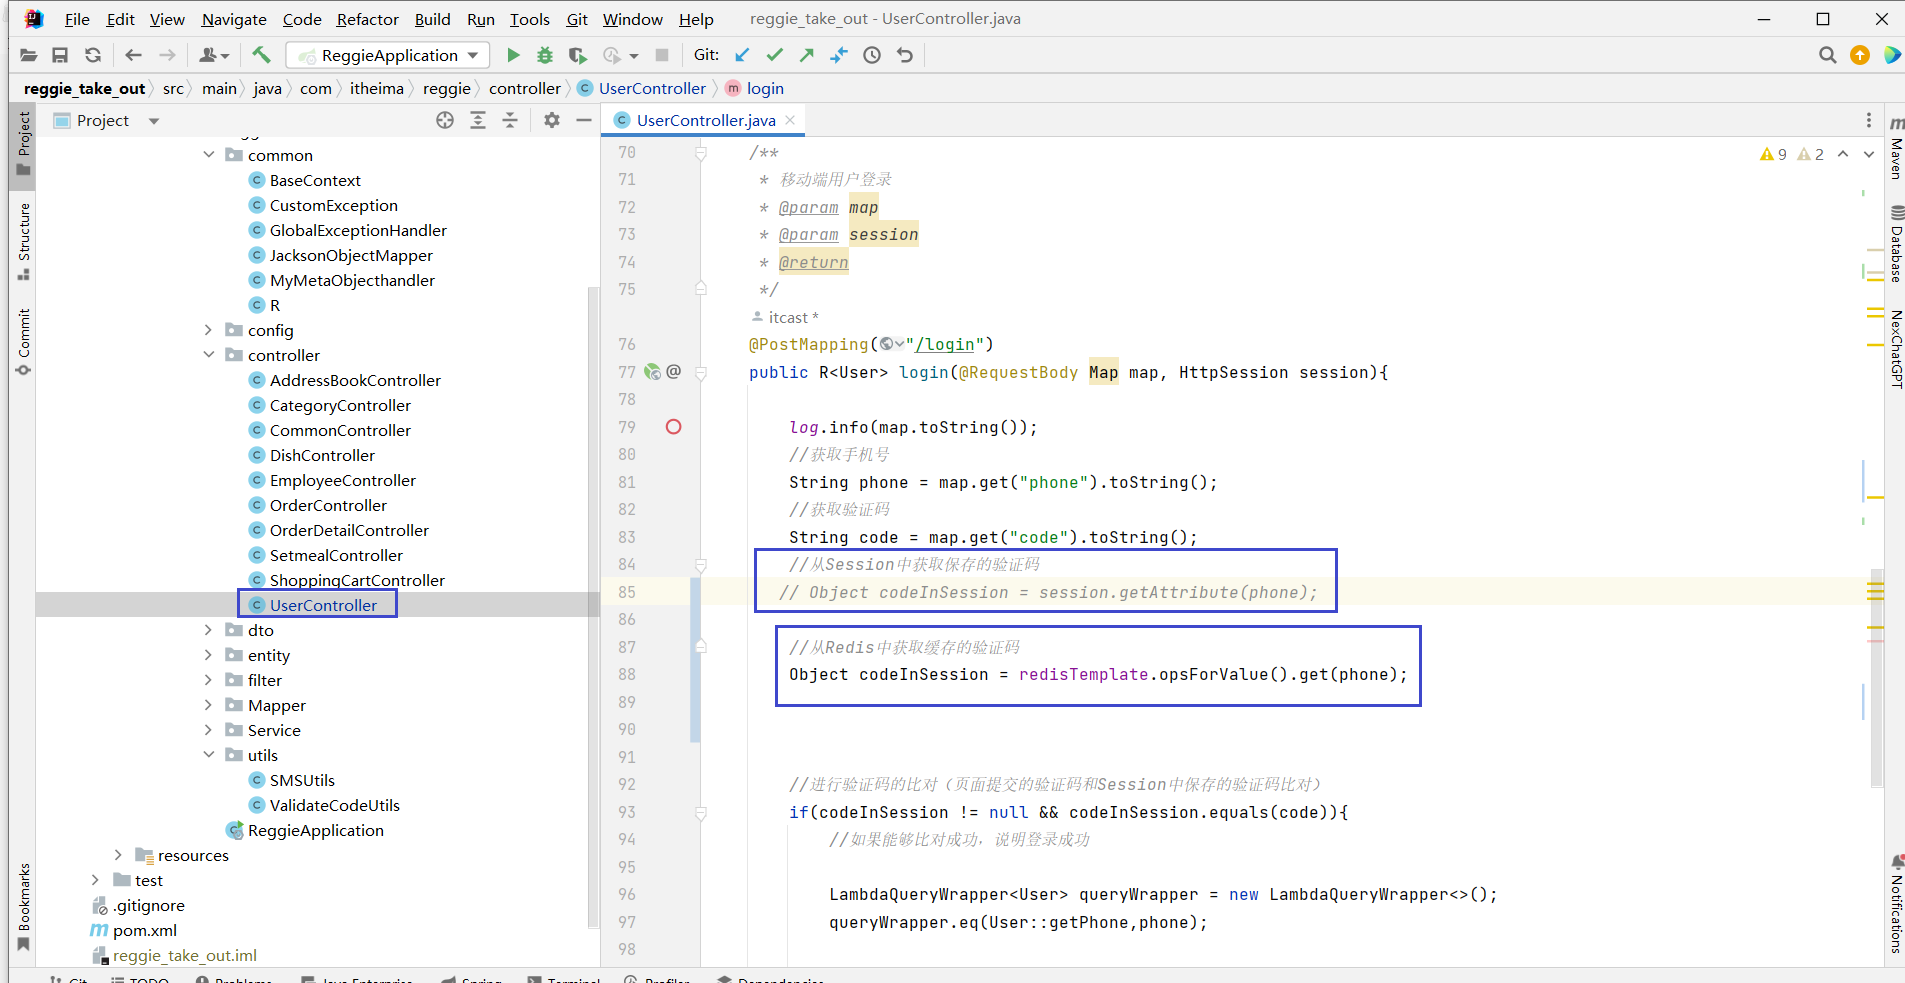 File Edit View Navigate Code Refactor Build Run Tools Git Window Help reggie_take_out - UserController.java
ReggieApplication Git:
reggie_take_out src main java com itheima reggie controller UserController login
Project
UserController.java
common
BaseContext
CustomException
GlobalExceptionHandler
JacksonObjectMapper
MyMetaObjecthandler
R
config
controller
AddressBookController
CategoryController
CommonController
DishController
EmployeeController
OrderController
OrderDetailController
SetmealController
ShoppingCartController
UserController
dto
entity
filter
Mapper
Service
utils
SMSUtils
ValidateCodeUtils
ReggieApplication
resources
test
.gitignore
pom.xml
reggie_take_out.iml
Project
Structure
Commit
Bookmarks
9 2
70 /**
71 * 移动端用户登录
72 * @param map
73 * @param session
74 * @return
75 */
itcast *
76 @PostMapping("/login")
77 public R<User> login(@RequestBody Map map, HttpSession session){
78
79 log.info(map.toString());
80 //获取手机号
81 String phone = map.get("phone").toString();
82 //获取验证码
83 String code = map.get("code").toString();
84 //从Session中获取保存的验证码
85 // Object codeInSession = session.getAttribute(phone);
86
87 //从Redis中获取缓存的验证码
88 Object codeInSession = redisTemplate.opsForValue().get(phone);
89
90
91
92 //进行验证码的比对（页面提交的验证码和Session中保存的验证码比对）
93 if(codeInSession != null && codeInSession.equals(code)){
94 //如果能够比对成功，说明登录成功
95
96 LambdaQueryWrapper<User> queryWrapper = new LambdaQueryWrapper<>();
97 queryWrapper.eq(User::getPhone,phone);
98
Maven
Database
NexChatGPT
Notifications
Git TODO Problems Java Enterprise Spring Terminal Profiler Dependencies